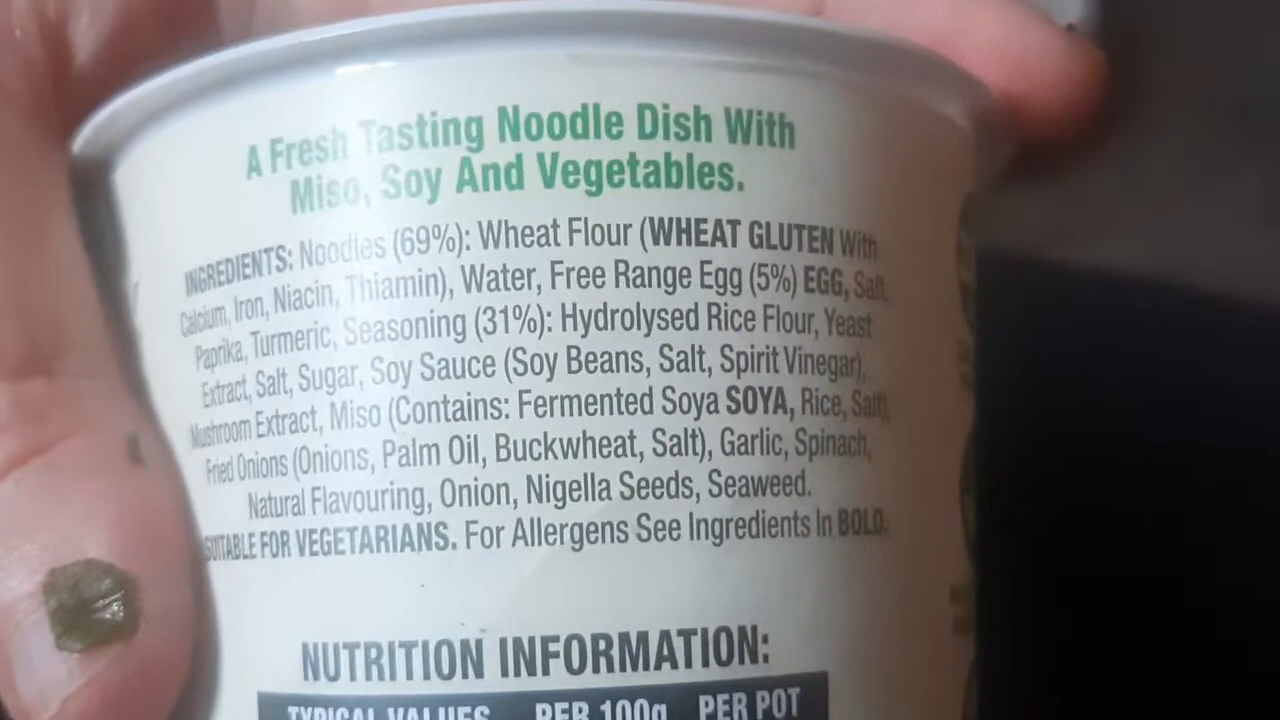 A Fresh Tasting Noodle Dish With
Miso, Soy And Vegetables.
INGREDIENTS: Noodles (69%): Wheat Flour (WHEAT GLUTEN With
Calcium, Iron, Niacin, Thiamin), Water, Free Range Egg (5%) EGG, Salt,
Paprika, Turmeric, Seasoning (31%): Hydrolysed Rice Flour, Yeast
Extract, Salt, Sugar, Soy Sauce (Soy Beans, Salt, Spirit Vinegar),
Mushroom Extract, Miso (Contains: Fermented Soya SOYA, Rice, Salt),
Fried Onions (Onions, Palm Oil, Buckwheat, Salt), Garlic, Spinach,
Natural Flavouring, Onion, Nigella Seeds, Seaweed.
SUITABLE FOR VEGETARIANS. For Allergens See Ingredients In BOLD.
NUTRITION INFORMATION:
TYPICAL VALUES PER 100g PER POT